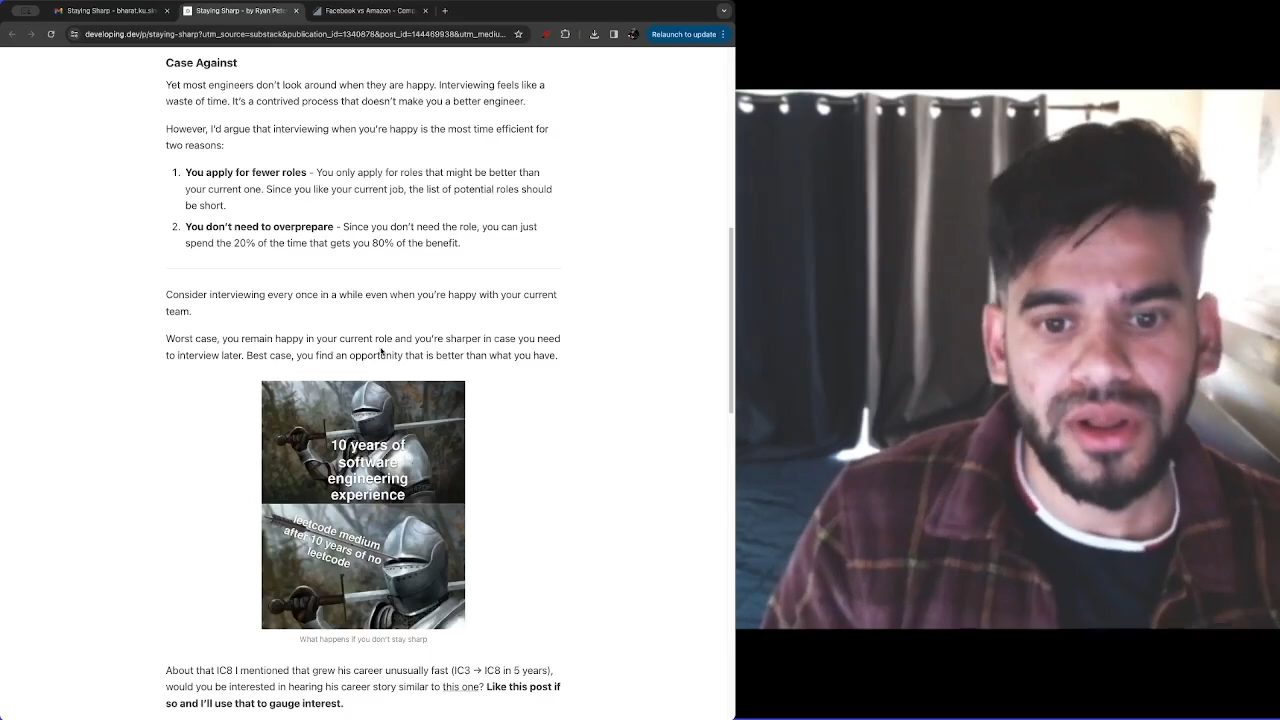 Staying Sharp - bharat.ku.sin
Staying Sharp - by Ryan Pete
Facebook vs Amazon - Comp
developing.dev/p/staying-sharp?utm_source=substack&publication_id=1340878&post_id=144469938&utm_mediu...
Relaunch to update
Case Against
Yet most engineers don't look around when they are happy. Interviewing feels like a
waste of time. It's a contrived process that doesn't make you a better engineer.
However, I'd argue that interviewing when you're happy is the most time efficient for
two reasons:
1. You apply for fewer roles - You only apply for roles that might be better than
your current one. Since you like your current job, the list of potential roles should
be short.
2. You don't need to overprepare - Since you don't need the role, you can just
spend the 20% of the time that gets you 80% of the benefit.
Consider interviewing every once in a while even when you're happy with your current
team.
Worst case, you remain happy in your current role and you're sharper in case you need
to interview later. Best case, you find an opportunity that is better than what you have.
10 years of
software
engineering
experience
leetcode medium
after 10 years of no
leetcode
What happens if you don't stay sharp
About that IC8 I mentioned that grew his career unusually fast (IC3 → IC8 in 5 years),
would you be interested in hearing his career story similar to this one? Like this post if
so and I'll use that to gauge interest.